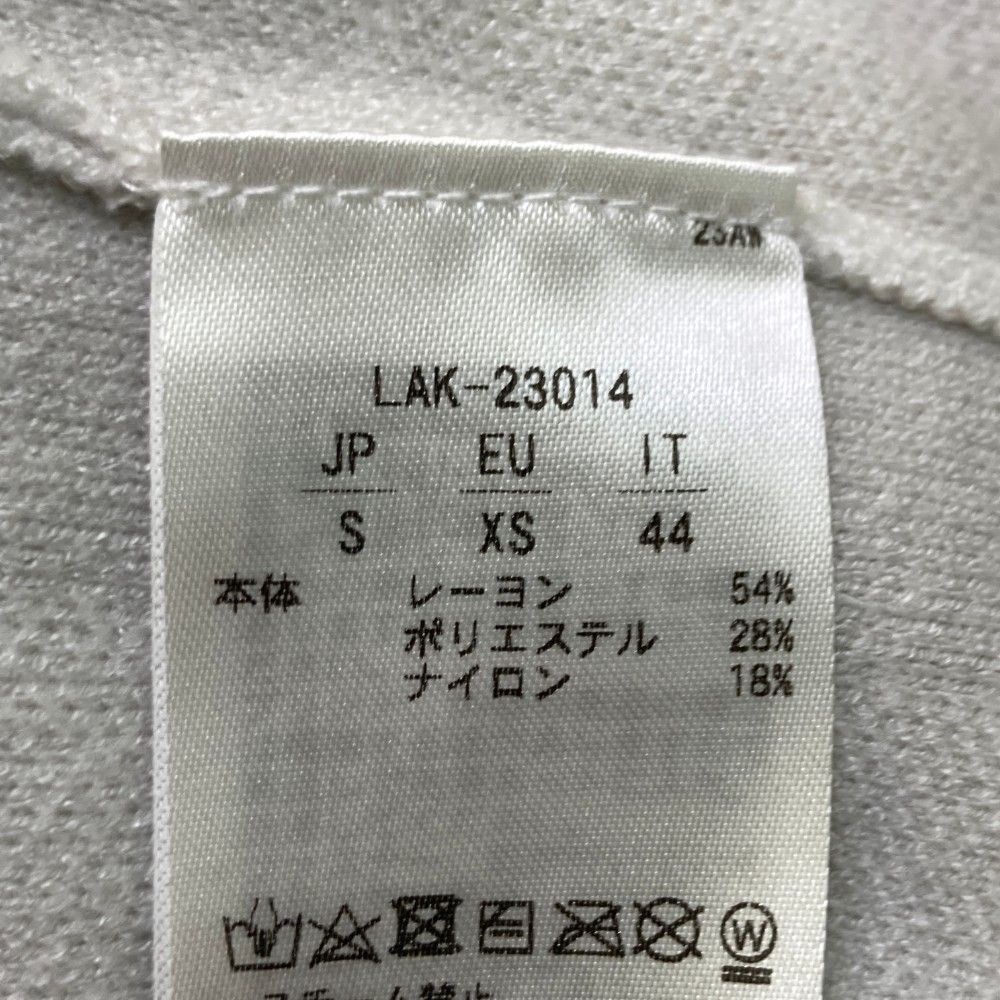 23AW
LAK-23014
JP EU IT
S XS 44
本体 レーヨン 54%
ポリエステル 28%
ナイロン 18%
W